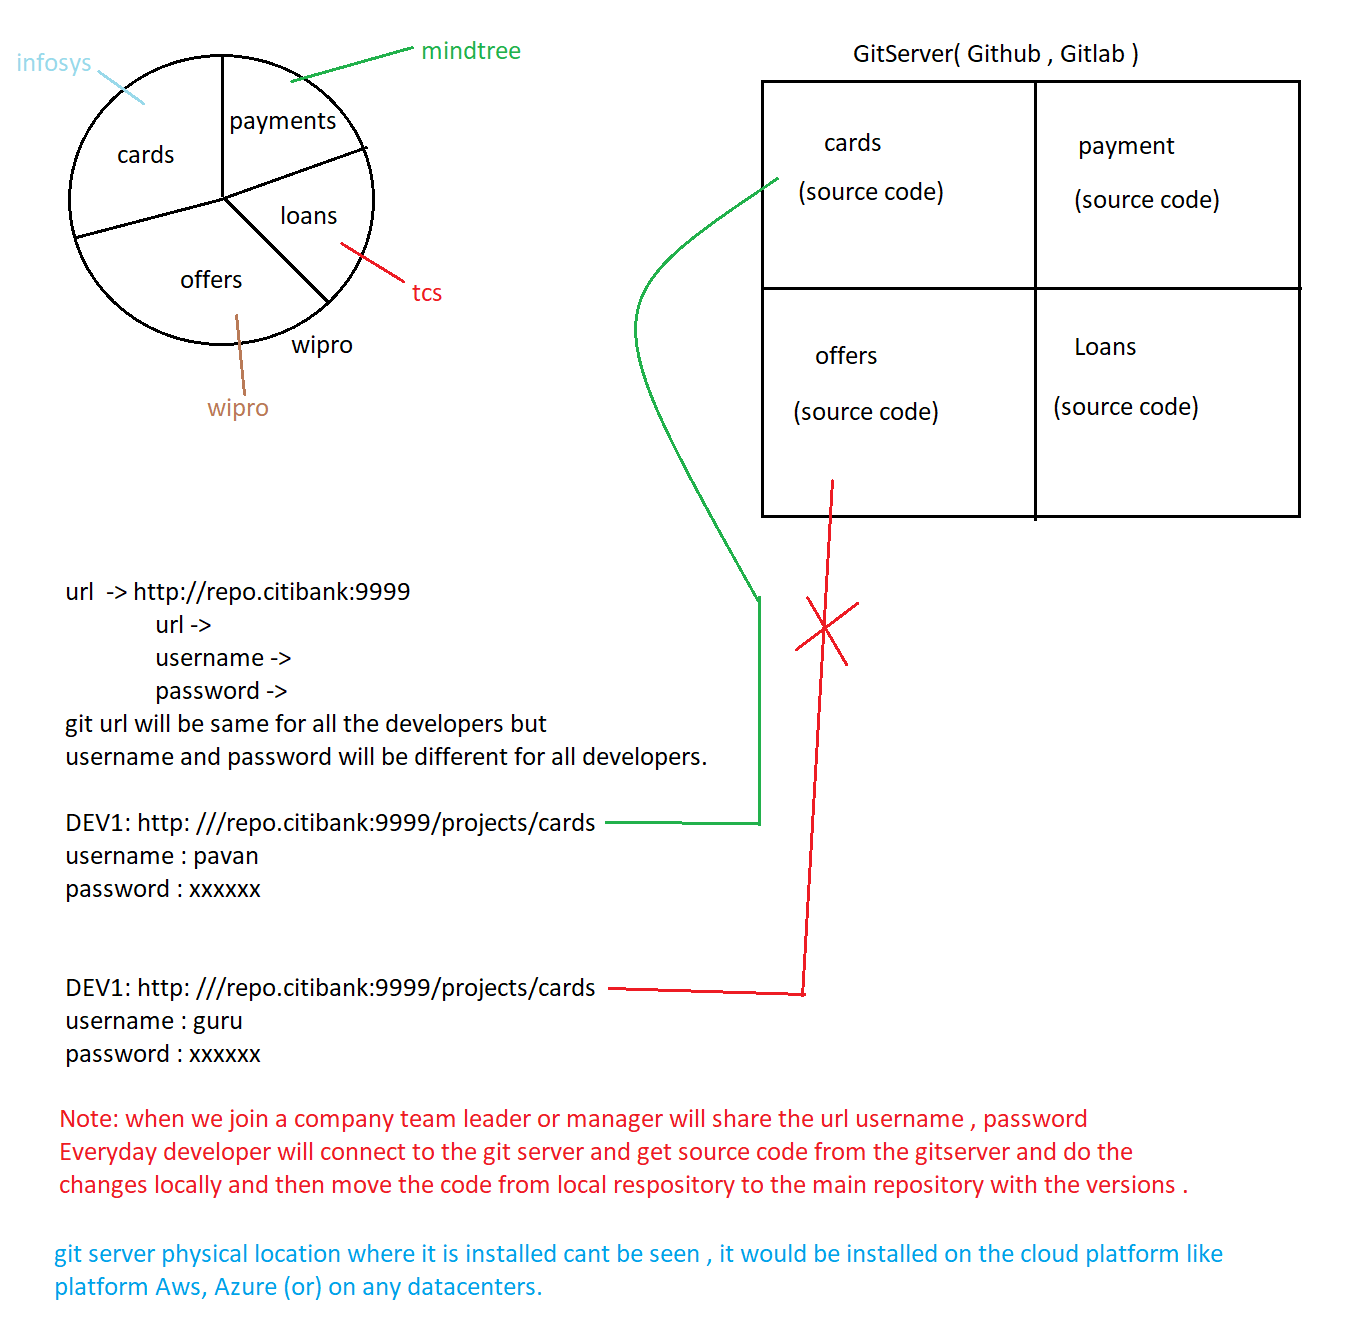 infosys
mindtree
payments
cards
loans
offers
tcs
wipro
wipro
GitServer( Github , Gitlab )
cards
(source code)
payment
(source code)
offers
(source code)
Loans
(source code)
url -> http://repo.citibank:9999
url ->
username ->
password ->
git url will be same for all the developers but
username and password will be different for all developers.
DEV1: http: ///repo.citibank:9999/projects/cards
username : pavan
password : xxxxxx
DEV1: http: ///repo.citibank:9999/projects/cards
username : guru
password : xxxxxx
Note: when we join a company team leader or manager will share the url username , password
Everyday developer will connect to the git server and get source code from the gitserver and do the
changes locally and then move the code from local respository to the main repository with the versions .
git server physical location where it is installed cant be seen , it would be installed on the cloud platform like
platform Aws, Azure (or) on any datacenters.